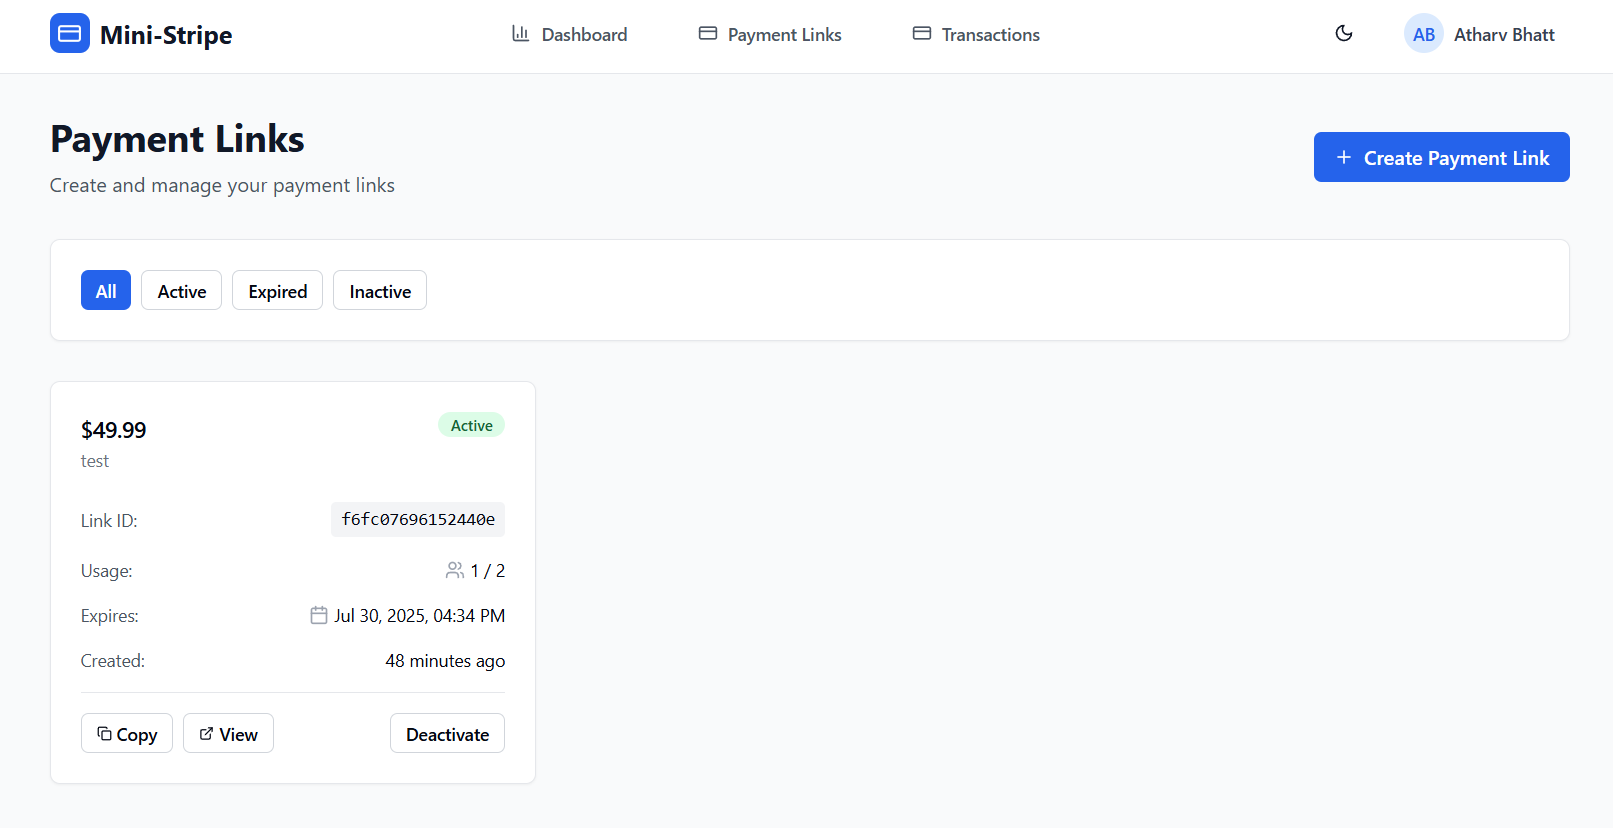 Mini-Stripe
Dashboard
Payment Links
Transactions
AB
Atharv Bhatt
Payment Links
Create and manage your payment links
+ Create Payment Link
All
Active
Expired
Inactive
$49.99
Active
test
Link ID:
f6fc07696152440e
Usage:
1 / 2
Expires:
Jul 30, 2025, 04:34 PM
Created:
48 minutes ago
Copy
View
Deactivate